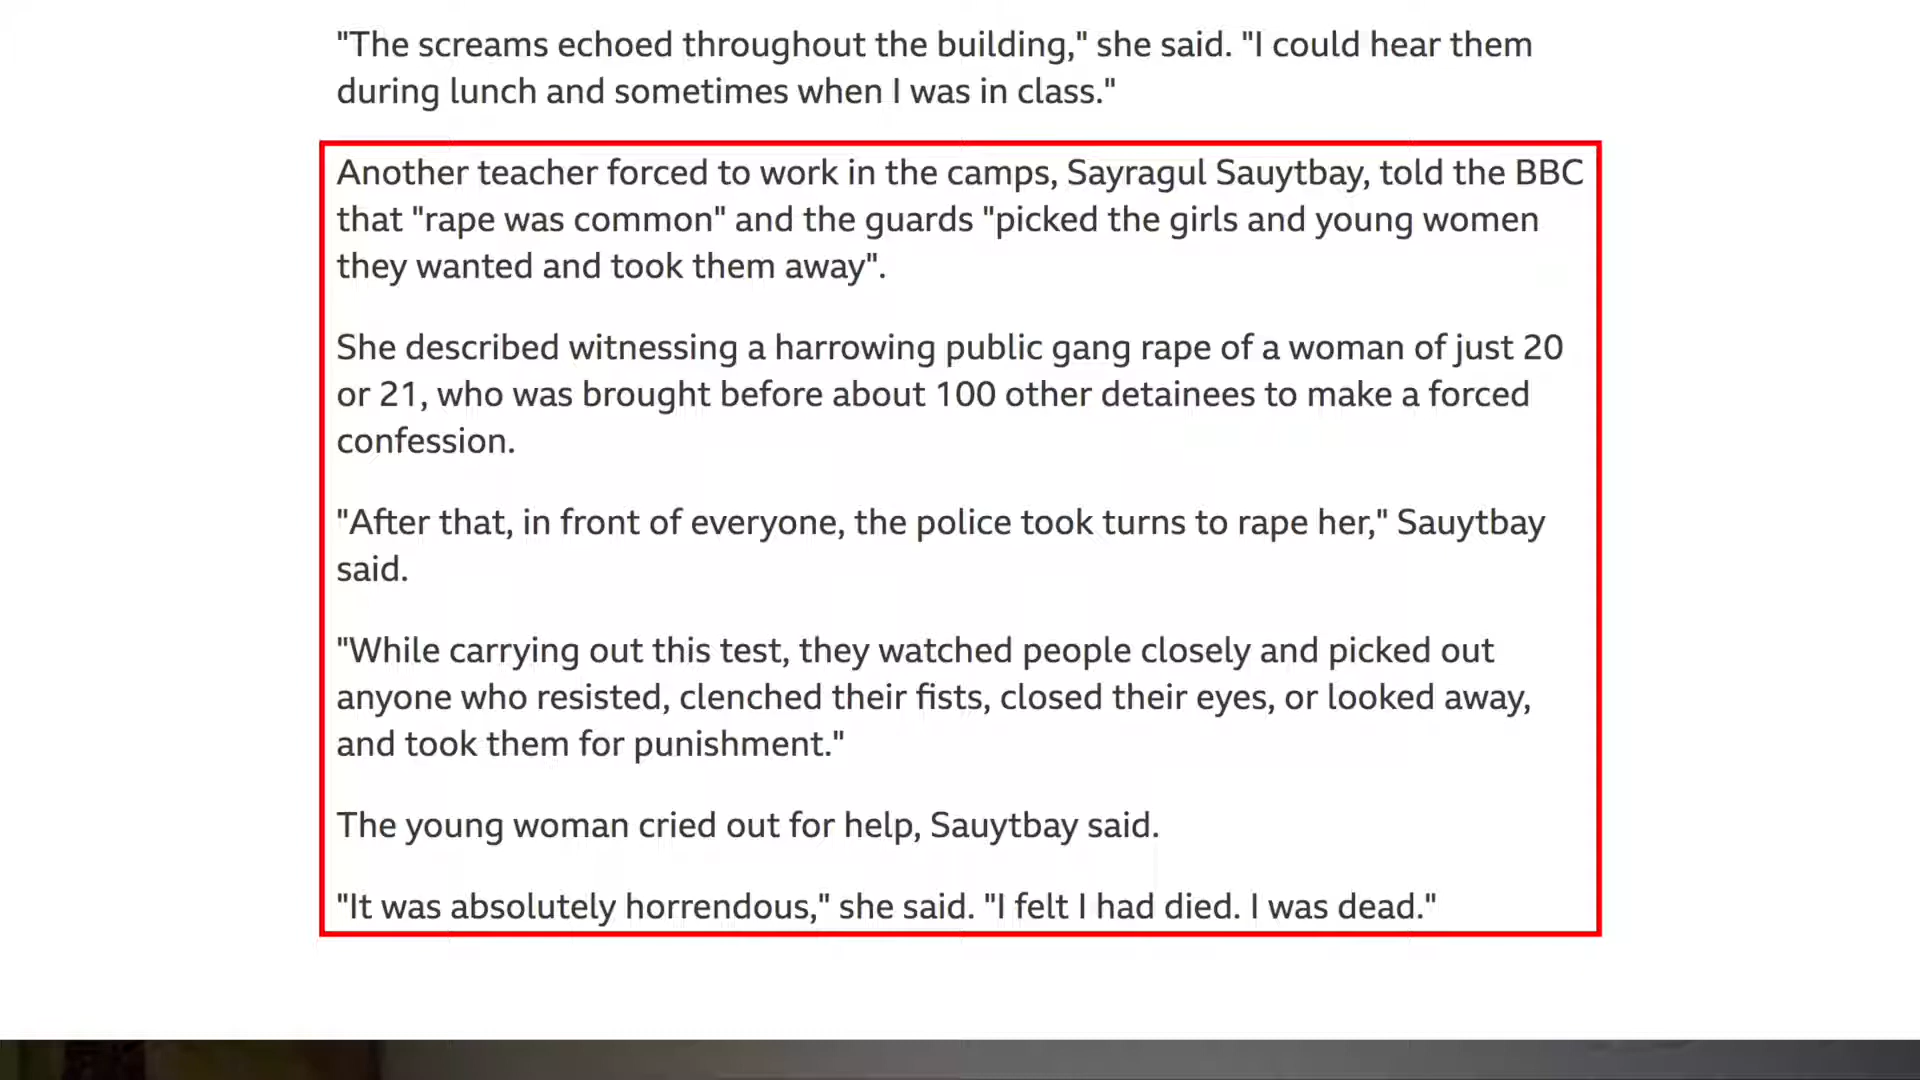 "The screams echoed throughout the building," she said. "I could hear them
during lunch and sometimes when I was in class."
Another teacher forced to work in the camps, Sayragul Sauytbay, told the BBC
that "rape was common" and the guards "picked the girls and young women
they wanted and took them away".
She described witnessing a harrowing public gang rape of a woman of just 20
or 21, who was brought before about 100 other detainees to make a forced
confession.
"After that, in front of everyone, the police took turns to rape her," Sauytbay
said.
"While carrying out this test, they watched people closely and picked out
anyone who resisted, clenched their fists, closed their eyes, or looked away,
and took them for punishment."
The young woman cried out for help, Sauytbay said.
"It was absolutely horrendous," she said. "I felt I had died. I was dead."